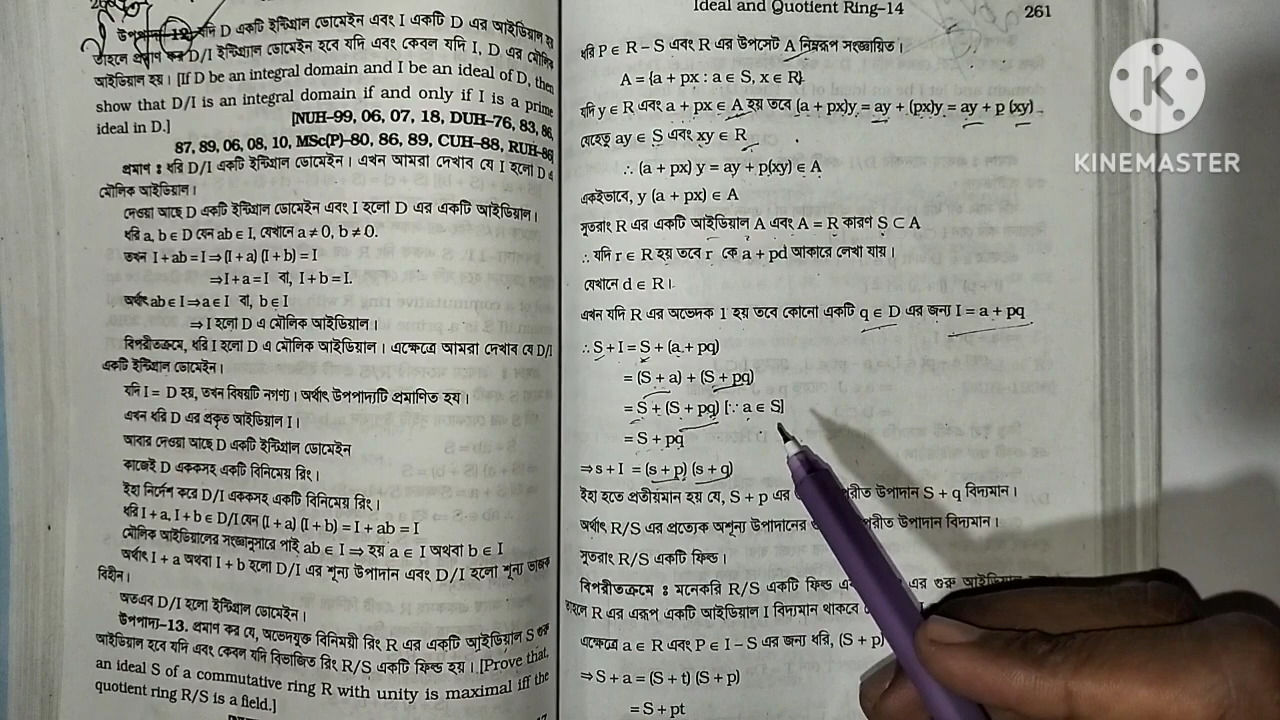 উপপাদ্য-12. যদি D একটি ইন্টিগ্রাল ডোমেইন এবং I একটি D এর আইডিয়াল হয়
তাহলে প্রমাণ কর D/I ইন্টিগ্রাল ডোমেইন হবে যদি এবং কেবল যদি I, D এর মৌলিক
আইডিয়াল হয়। [If D be an integral domain and I be an ideal of D, then
show that D/I is an integral domain if and only if I is a prime
ideal in D.]
[NUH–99, 06, 07, 18, DUH–76, 83, 86,
87, 89, 06, 08, 10, MSc(P)–80, 86, 89, CUH–88, RUH–86]
প্রমাণ : ধরি D/I একটি ইন্টিগ্রাল ডোমেইন। এখন আমরা দেখাব যে I হলো D এ
মৌলিক আইডিয়াল।
দেওয়া আছে D একটি ইন্টিগ্রাল ডোমেইন এবং I হলো D এর একটি আইডিয়াল।
ধরি a, b ∈ D যেন ab ∈ I, যেখানে a ≠ 0, b ≠ 0.
তখন I + ab = I ⇒ (I + a) (I + b) = I
⇒ I + a = I বা, I + b = I.
অর্থাৎ ab ∈ I ⇒ a ∈ I বা, b ∈ I
⇒ I হলো D এ মৌলিক আইডিয়াল।
বিপরীতক্রমে, ধরি I হলো D এ মৌলিক আইডিয়াল। এক্ষেত্রে আমরা দেখাব যে D/I
একটি ইন্টিগ্রাল ডোমেইন।
যদি I = D হয়, তখন বিষয়টি নগণ্য। অর্থাৎ উপপাদ্যটি প্রমাণিত হয়।
এখন ধরি D এর প্রকৃত আইডিয়াল I।
আবার দেওয়া আছে D একটি ইন্টিগ্রাল ডোমেইন
কাজেই D এককসহ একটি বিনিমেয় রিং।
ইহা নির্দেশ করে D/I এককসহ একটি বিনিমেয় রিং।
ধরি I + a, I + b ∈ D/I যেন (I + a) (I + b) = I + ab = I
মৌলিক আইডিয়ালের সংজ্ঞানুসারে পাই ab ∈ I ⇒ হয় a ∈ I অথবা b ∈ I
অর্থাৎ I + a অথবা I + b হলো D/I এর শূন্য উপাদান এবং D/I হলো শূন্য ভাজক
বিহীন।
অতএব D/I হলো ইন্টিগ্রাল ডোমেইন।
উপপাদ্য-13. প্রমাণ কর যে, অভেদযুক্ত বিনিময়ী রিং R এর একটি আইডিয়াল S গুরু
আইডিয়াল হবে যদি এবং কেবল যদি বিভাজিত রিং R/S একটি ফিল্ড হয়। [Prove that,
an ideal S of a commutative ring R with unity is maximal iff the
quotient ring R/S is a field.]
Ideal and Quotient Ring–14 261
ধরি P ∈ R – S এবং R এর উপসেট A নিম্নরূপ সংজ্ঞায়িত।
A = {a + px : a ∈ S, x ∈ R}
যদি y ∈ R এবং a + px ∈ A হয় তবে (a + px)y = ay + (px)y = ay + p (xy)
যেহেতু ay ∈ S এবং xy ∈ R
∴ (a + px) y = ay + p(xy) ∈ A
একইভাবে, y (a + px) ∈ A
সুতরাং R এর একটি আইডিয়াল A এবং A = R কারণ S ⊂ A
∴ যদি r ∈ R হয় তবে r কে a + pd আকারে লেখা যায়।
যেখানে d ∈ R।
এখন যদি R এর অভেদক 1 হয় তবে কোনো একটি q ∈ D এর জন্য I = a + pq
∴ S + I = S + (a + pq)
= (S + a) + (S + pq)
= S + (S + pq) [∵ a ∈ S]
= S + pq
⇒ s + I = (s + p) (s + q)
ইহা হতে প্রতীয়মান হয় যে, S + p এর পরীত উপাদান S + q বিদ্যমান।
অর্থাৎ R/S এর প্রত্যেক অশূন্য উপাদানের পরীত উপাদান বিদ্যমান।
সুতরাং R/S একটি ফিল্ড।
বিপরীতক্রমে : মনেকরি R/S একটি ফিল্ড এর গুরু আইডিয়াল
তাহলে R এর এরূপ একটি আইডিয়াল I বিদ্যমান থাকবে
এক্ষেত্রে a ∈ R এবং P ∈ I – S এর জন্য ধরি, (S + p)
⇒ S + a = (S + t) (S + p)
= S + pt
K
KINEMASTER